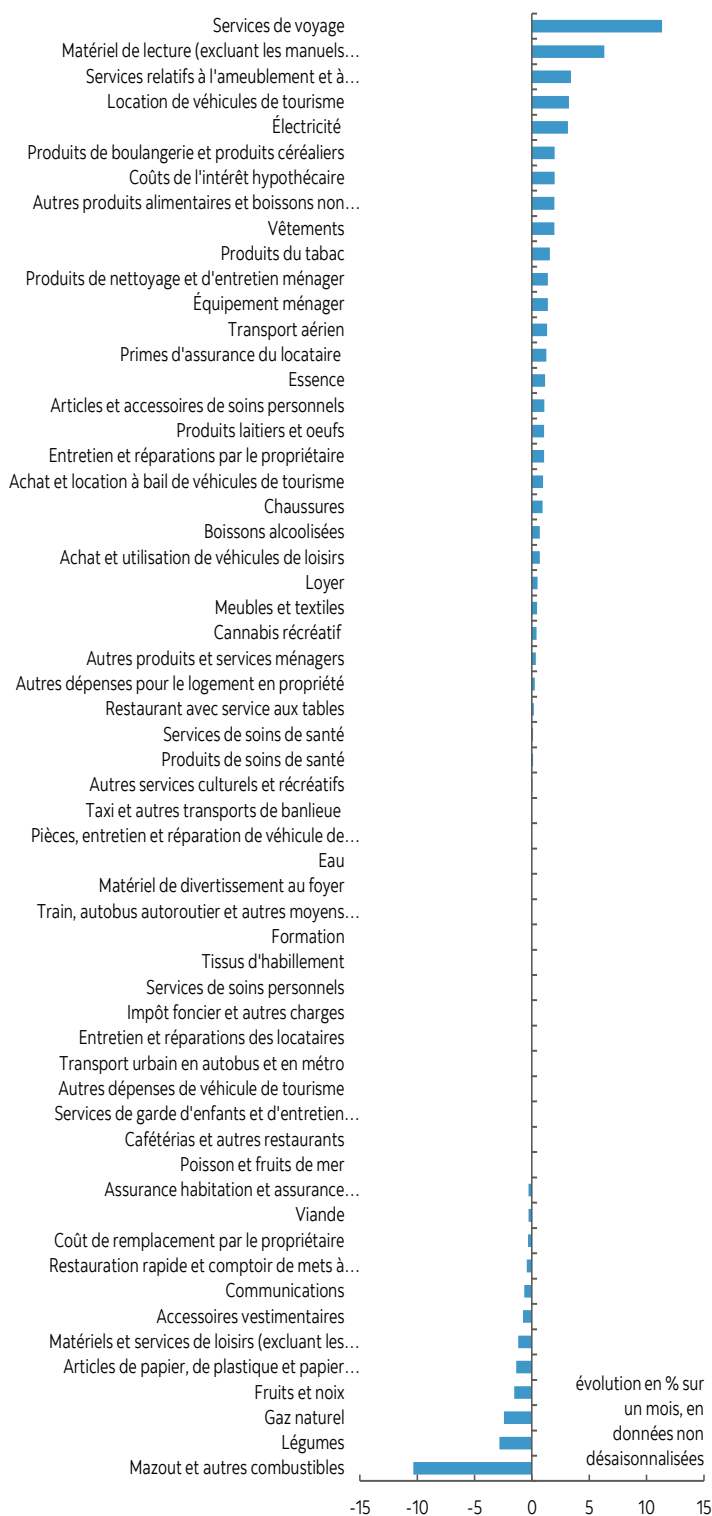 Services de voyage
Matériel de lecture (excluant les manuels…
Services relatifs à l'ameublement et à…
Location de véhicules de tourisme
Électricité
Produits de boulangerie et produits céréaliers
Coûts de l'intérêt hypothécaire
Autres produits alimentaires et boissons non…
Vêtements
Produits du tabac
Produits de nettoyage et d'entretien ménager
Équipement ménager
Transport aérien
Primes d'assurance du locataire
Essence
Articles et accessoires de soins personnels
Produits laitiers et oeufs
Entretien et réparations par le propriétaire
Achat et location à bail de véhicules de tourisme
Chaussures
Boissons alcoolisées
Achat et utilisation de véhicules de loisirs
Loyer
Meubles et textiles
Cannabis récréatif
Autres produits et services ménagers
Autres dépenses pour le logement en propriété
Restaurant avec service aux tables
Services de soins de santé
Produits de soins de santé
Autres services culturels et récréatifs
Taxi et autres transports de banlieue
Pièces, entretien et réparation de véhicule de…
Eau
Matériel de divertissement au foyer
Train, autobus autoroutier et autres moyens…
Formation
Tissus d'habillement
Services de soins personnels
Impôt foncier et autres charges
Entretien et réparations des locataires
Transport urbain en autobus et en métro
Autres dépenses de véhicule de tourisme
Services de garde d'enfants et d'entretien…
Cafétérias et autres restaurants
Poisson et fruits de mer
Assurance habitation et assurance…
Viande
Coût de remplacement par le propriétaire
Restauration rapide et comptoir de mets à…
Communications
Accessoires vestimentaires
Matériels et services de loisirs (excluant les…
Articles de papier, de plastique et papier…
Fruits et noix
Gaz naturel
Légumes
Mazout et autres combustibles
évolution en % sur
un mois, en
données non
désaisonnalisées
-15 -10 -5 0 5 10 15